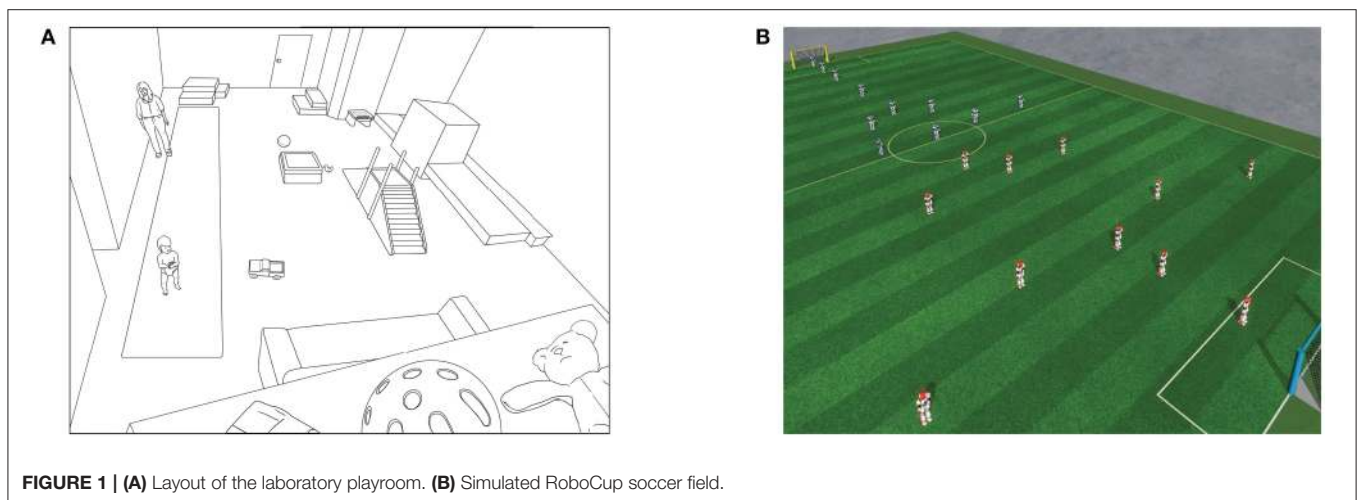 A
B
FIGURE 1 | (A) Layout of the laboratory playroom. (B) Simulated RoboCup soccer field.